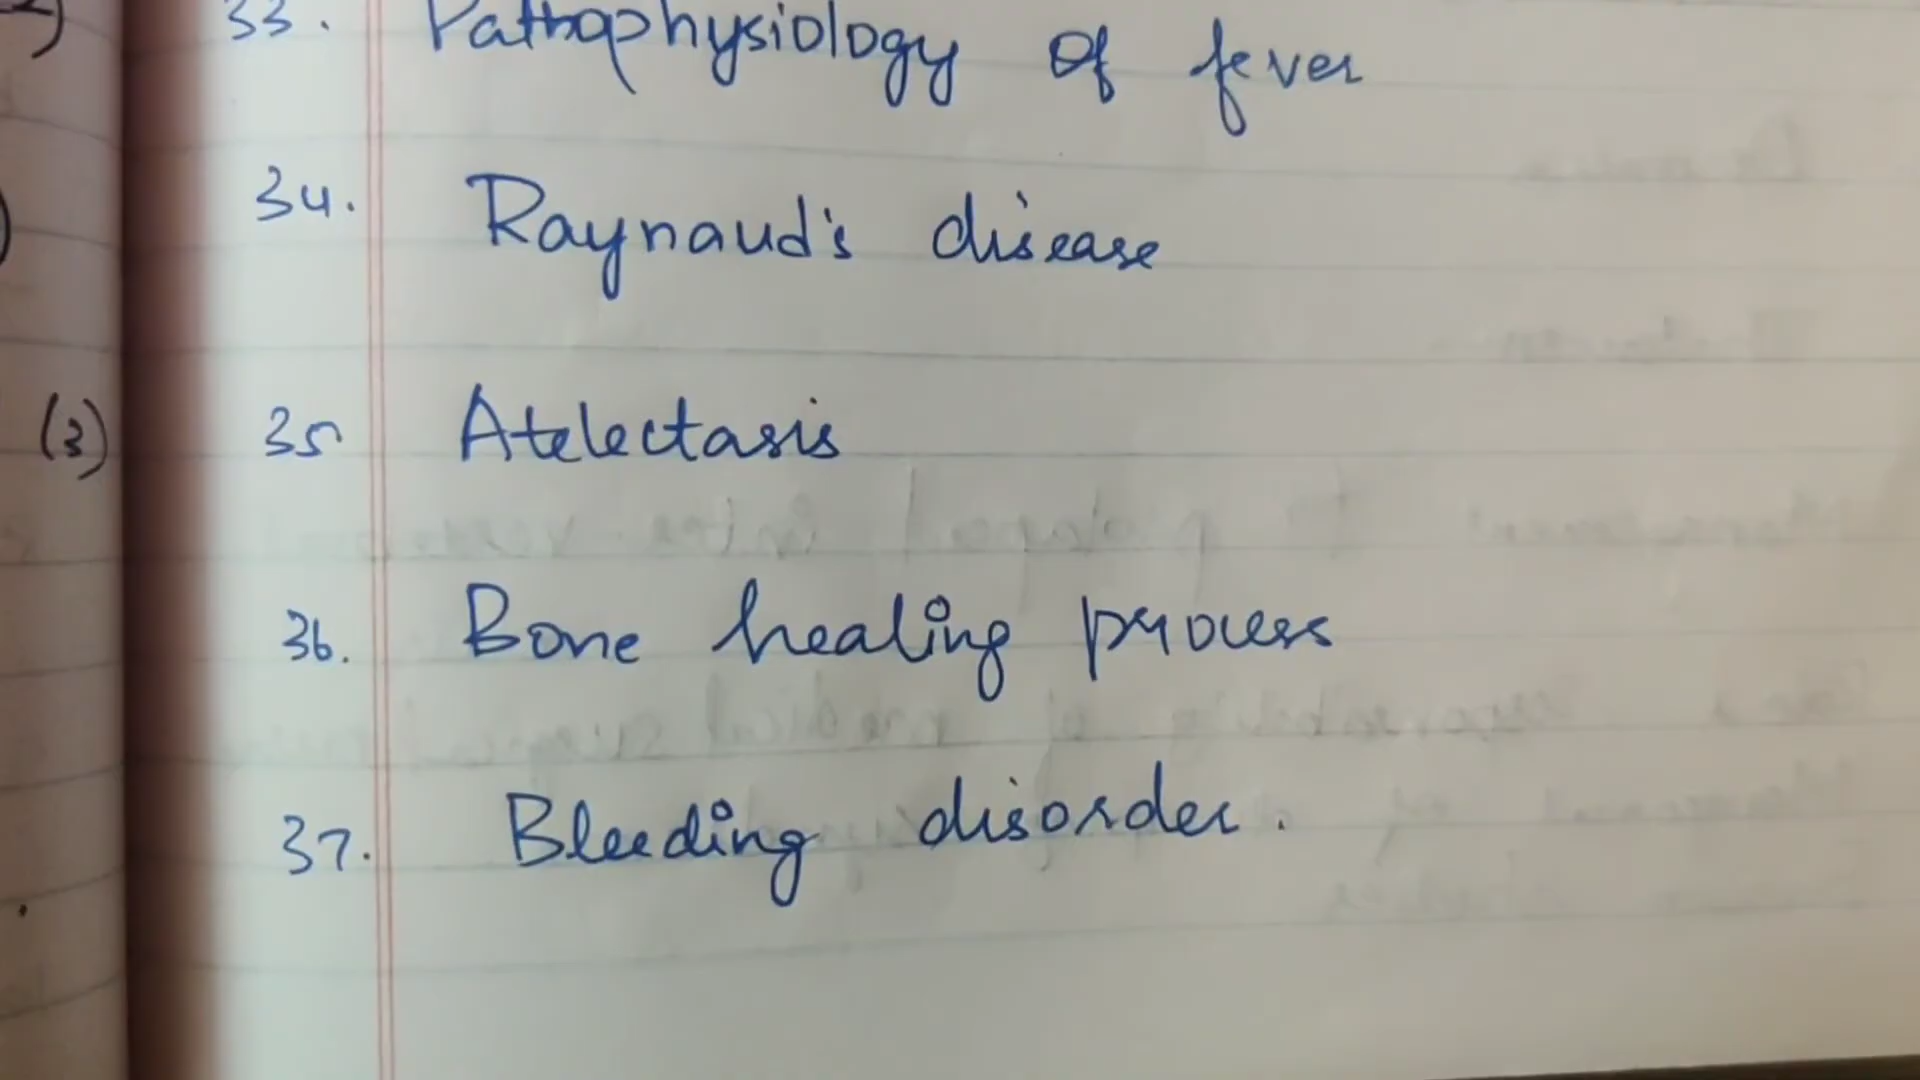 33. Pathophysiology of fever
34. Raynaud's disease
(3) 35 Atelectasis
36. Bone healing process
37. Bleeding disorder.